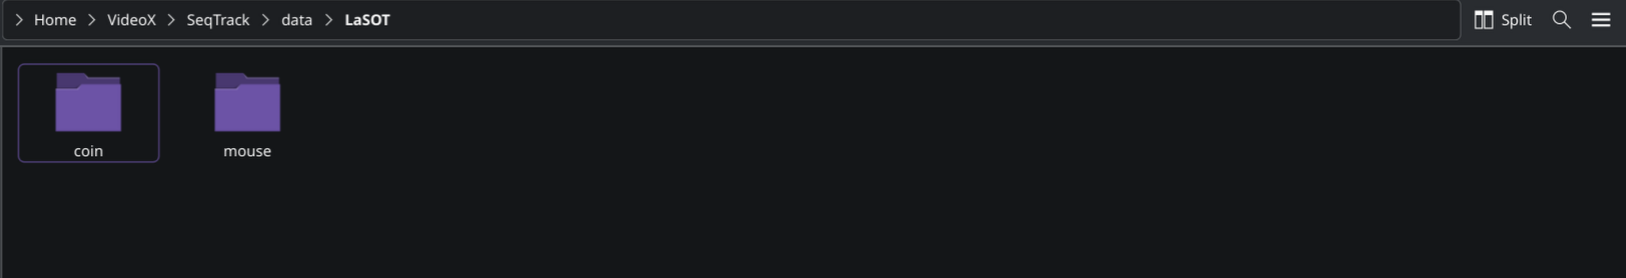 Home > VideoX > SeqTrack > data > LaSOT Split
coin mouse